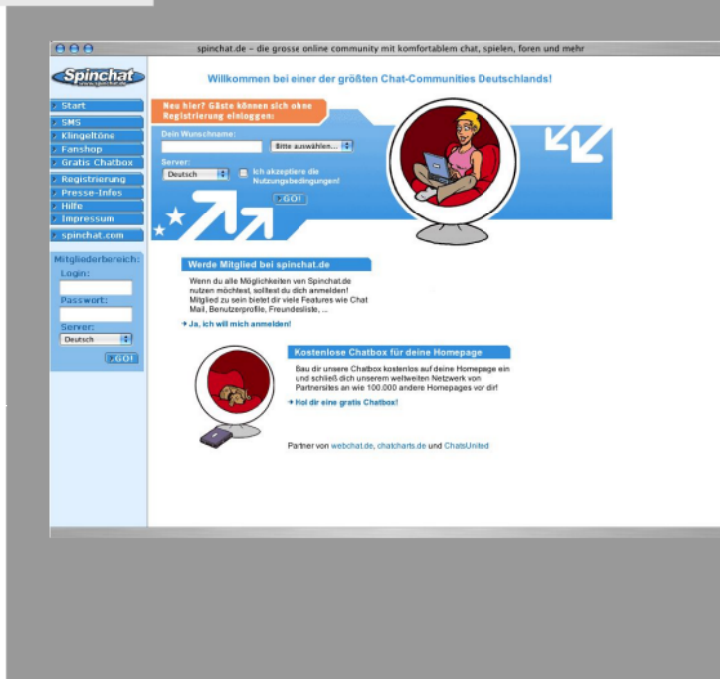 spinchat.de – die grosse online community mit komfortablem chat, spielen, foren und mehr
Spinchat
Willkommen bei einer der größten Chat-Communities Deutschlands!
Start
SMS
Klingeltöne
Fanshop
Gratis Chatbox
Registrierung
Presse-Infos
Hilfe
Impressum
spinchat.com
Mitgliederbereich:
Login:
Passwort:
Server:
Deutsch
GO!
Neu hier? Gäste können sich ohne
Registrierung einloggen:
Dein Wunschname:
Bitte auswählen...
Server:
Deutsch
Ich akzeptiere die
Nutzungsbedingungen!
GO!
Werde Mitglied bei spinchat.de
Wenn du alle Möglichkeiten von Spinchat.de
nutzen möchtest, solltest du dich anmelden!
Mitglied zu sein bietet dir viele Features wie Chat
Mail, Benutzerprofile, Freundesliste, ...
Ja, ich will mich anmelden!
Kostenlose Chatbox für deine Homepage
Bau dir unsere Chatbox kostenlos auf deine Homepage ein
und schließ dich unserem weltweiten Netzwerk von
Partnersites an wie 100.000 andere Homepages vor dir!
Hol dir eine gratis Chatbox!
Partner von webchat.de, chatcharts.de und ChatsUnited